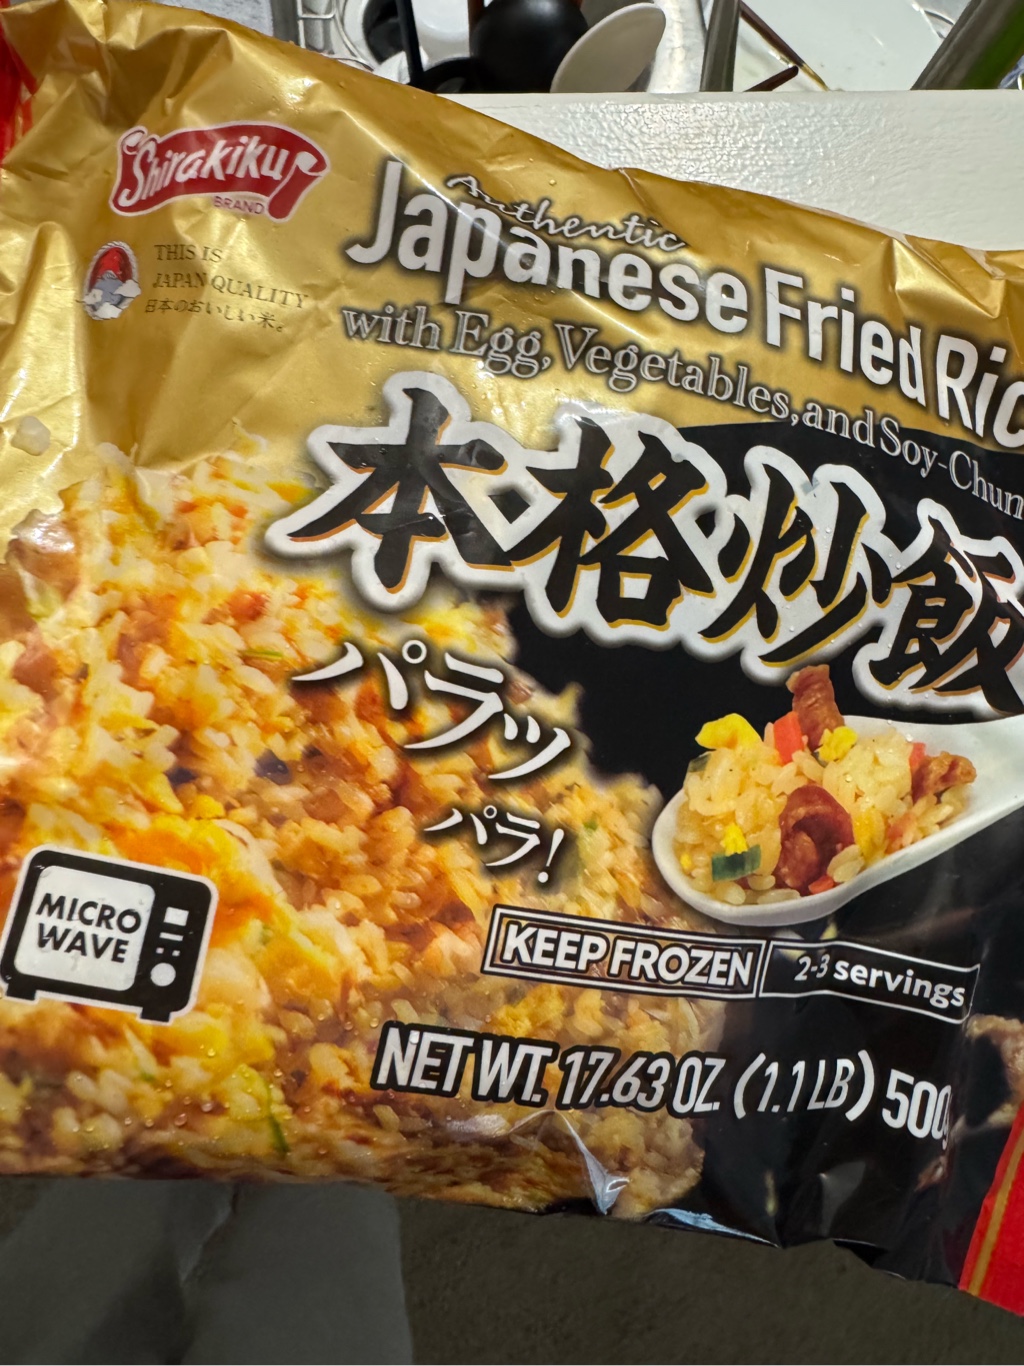 Shirakiku
BRAND
THIS IS
JAPAN QUALITY
日本のおいしい米。
Authentic
Japanese Fried Ric
with Egg, Vegetables, and Soy-Chun
本格炒飯
パラッ
パラ!
MICRO
WAVE
KEEP FROZEN
2-3 servings
NET WT. 17.63 OZ. (1.1 LB) 500g